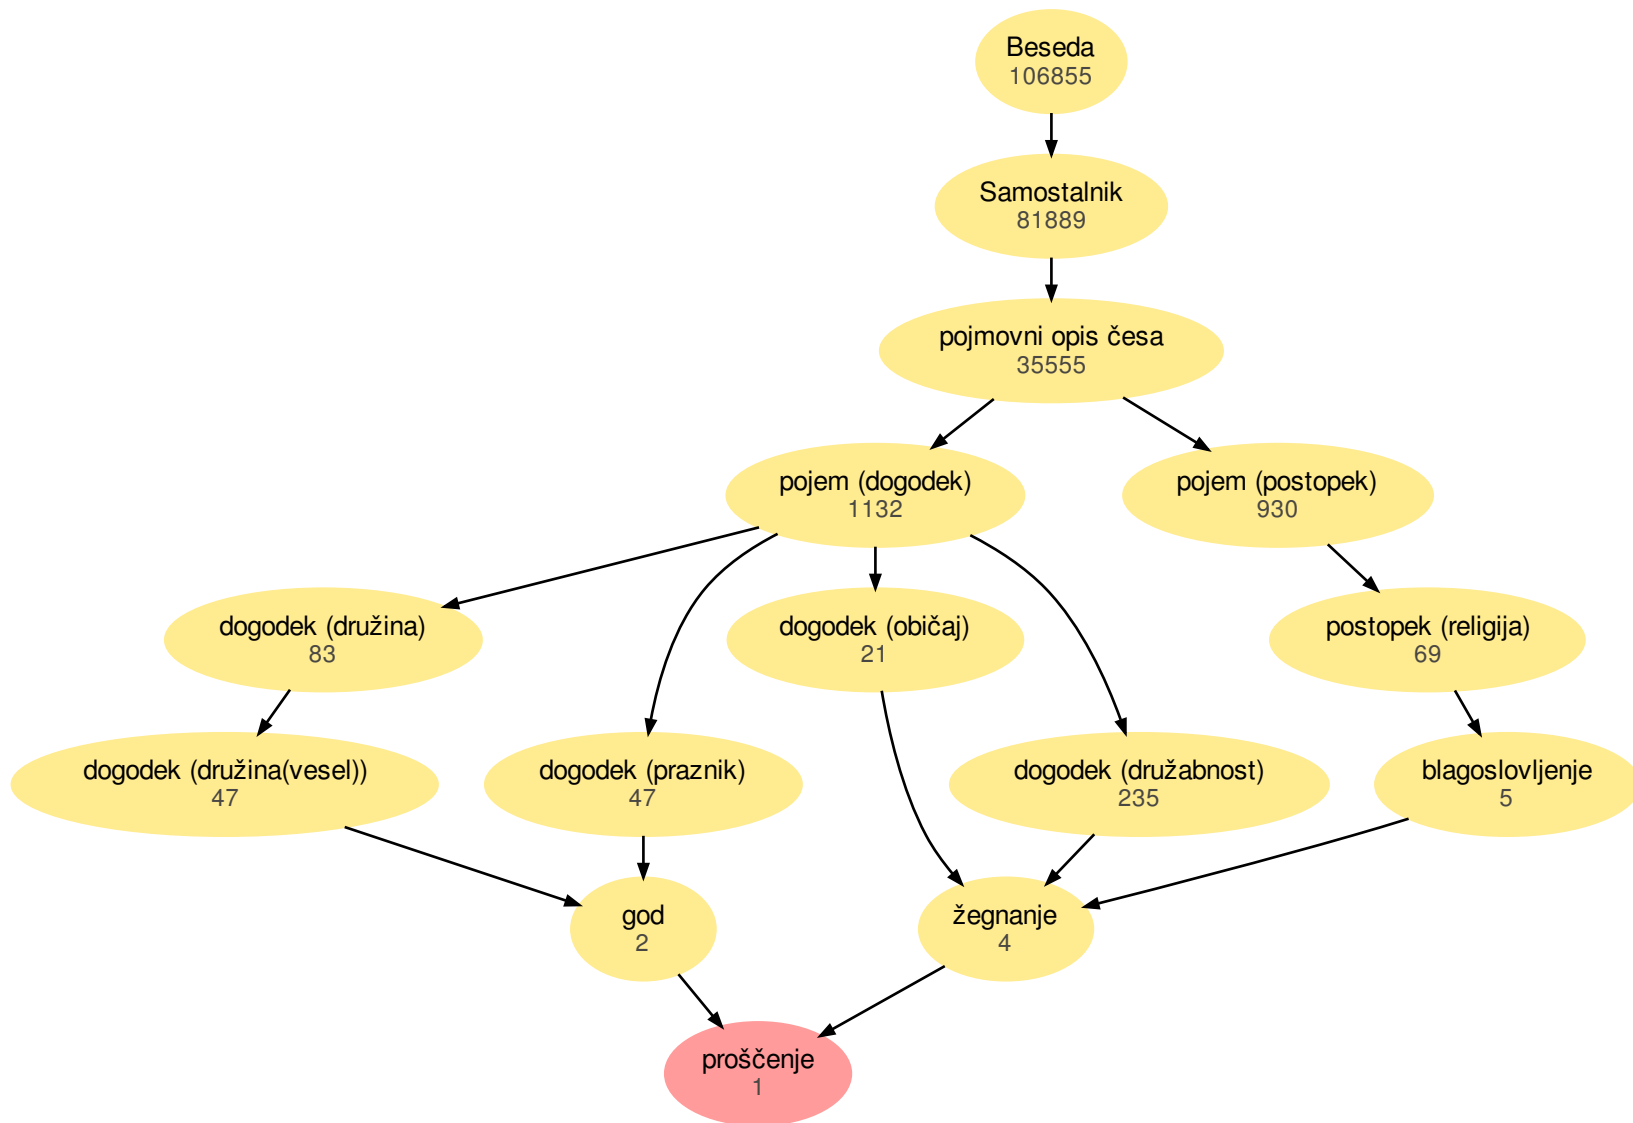 Beseda
106855
Samostalnik
81889
pojmovni opis česa
35555
pojem (dogodek)
1132
pojem (postopek)
930
dogodek (družina)
83
dogodek (običaj)
21
postopek (religija)
69
dogodek (družina(vesel))
47
dogodek (praznik)
47
dogodek (družabnost)
235
blagoslovljenje
5
god
2
žegnanje
4
proščenje
1